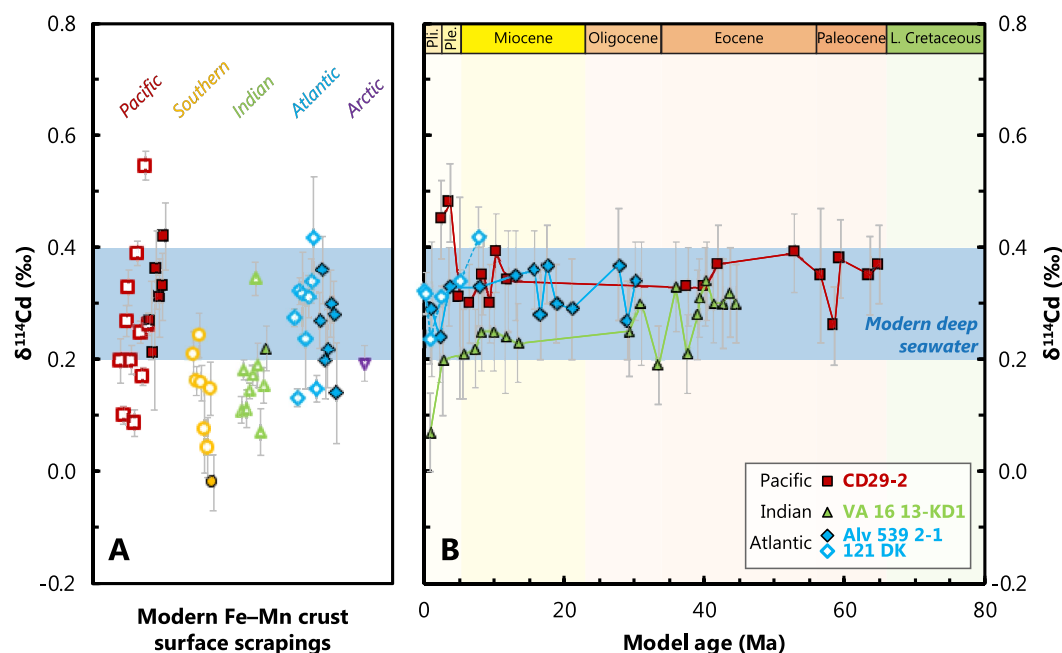 0.8
0.6
0.4
0.2
0.0
-0.2
δ¹¹⁴Cd (‰)
Pacific
Southern
Indian
Atlantic
Arctic
A
Modern Fe–Mn crust
surface scrapings
Pli.
Ple.
Miocene
Oligocene
Eocene
Paleocene
L. Cretaceous
Modern deep
seawater
Pacific CD29-2
Indian VA 16 13-KD1
Atlantic Alv 539 2-1
121 DK
B
0 20 40 60 80
Model age (Ma)
0.8
0.6
0.4
0.2
0.0
-0.2
δ¹¹⁴Cd (‰)